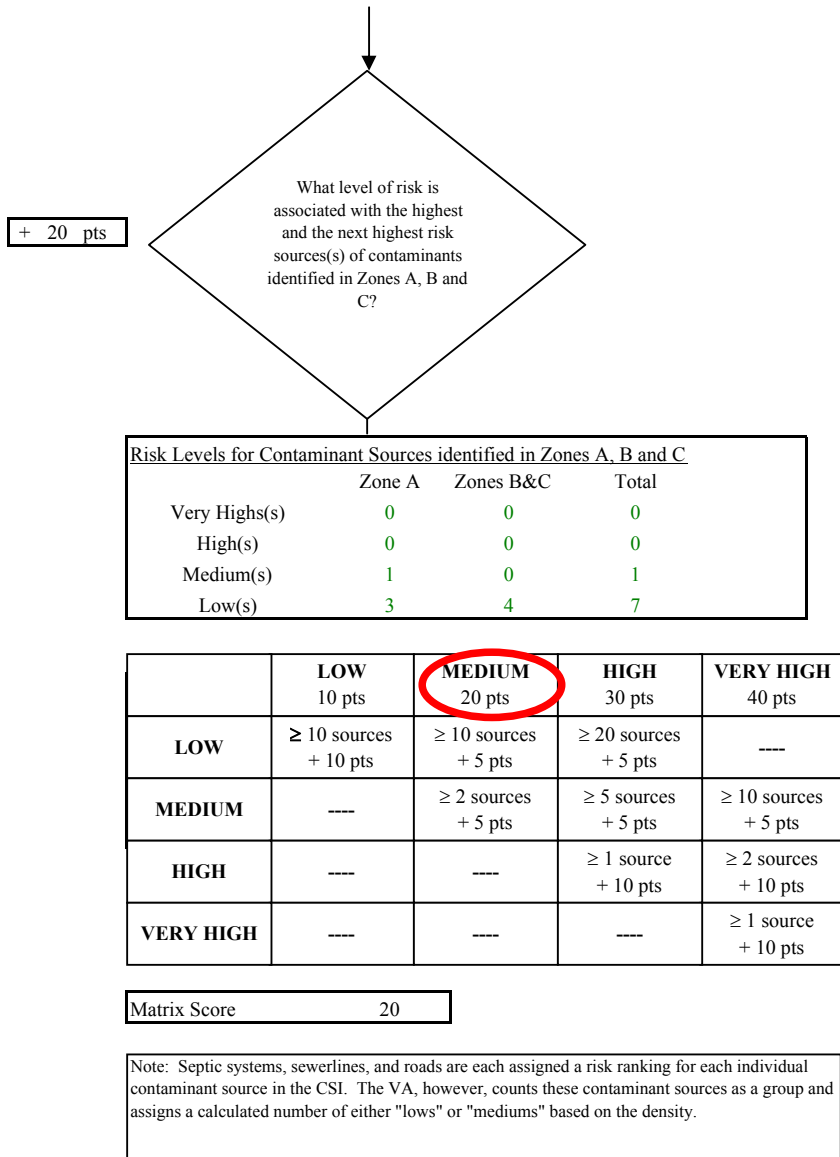 What level of risk is
associated with the highest
and the next highest risk
sources(s) of contaminants
identified in Zones A, B and
C?
+ 20 pts
Risk Levels for Contaminant Sources identified in Zones A, B and C
Zone A Zones B&C Total
Very Highs(s) 0 0 0
High(s) 0 0 0
Medium(s) 1 0 1
Low(s) 3 4 7
LOW MEDIUM HIGH VERY HIGH
10 pts 20 pts 30 pts 40 pts
LOW ≥ 10 sources ≥ 10 sources ≥ 20 sources ----
+ 10 pts + 5 pts + 5 pts
MEDIUM ---- ≥ 2 sources ≥ 5 sources ≥ 10 sources
+ 5 pts + 5 pts + 5 pts
HIGH ---- ---- ≥ 1 source ≥ 2 sources
+ 10 pts + 10 pts
VERY HIGH ---- ---- ---- ≥ 1 source
+ 10 pts
Matrix Score 20
Note: Septic systems, sewerlines, and roads are each assigned a risk ranking for each individual
contaminant source in the CSI. The VA, however, counts these contaminant sources as a group and
assigns a calculated number of either "lows" or "mediums" based on the density.